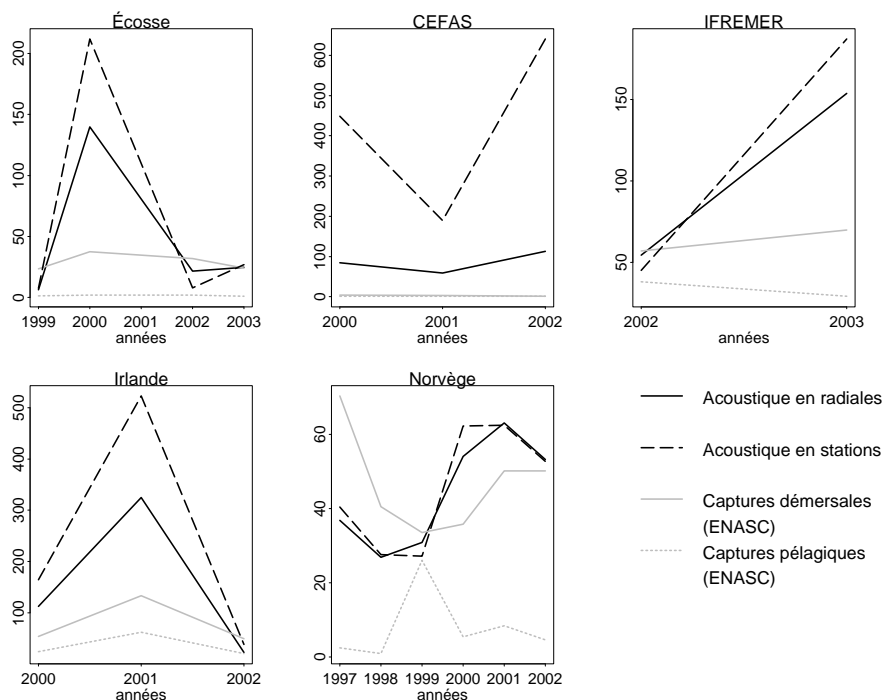 Écosse
200
150
100
50
0
1999 2000 2001 2002 2003
années
CEFAS
600
500
400
300
200
100
0
2000 2001 2002
années
IFREMER
150
100
50
2002 2003
années
Irlande
500
400
300
200
100
2000 2001 2002
années
Norvège
60
40
20
0
1997 1998 1999 2000 2001 2002
années
Acoustique en radiales
Acoustique en stations
Captures démersales
(ENASC)
Captures pélagiques
(ENASC)